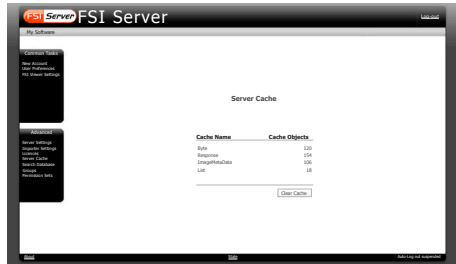 FSI Server FSI Server
Log-out
My Software
Common Tasks
New Account
User Preferences
FSI Viewer Settings
Server Cache
Cache Name Cache Objects
Byte 120
Response 154
ImageMetaData 106
List 18
Clear Cache
Advanced
Server Settings
Importer Settings
Licences
Server Cache
Search Database
Groups
Permission Sets
About
State
Auto-Log out suspended